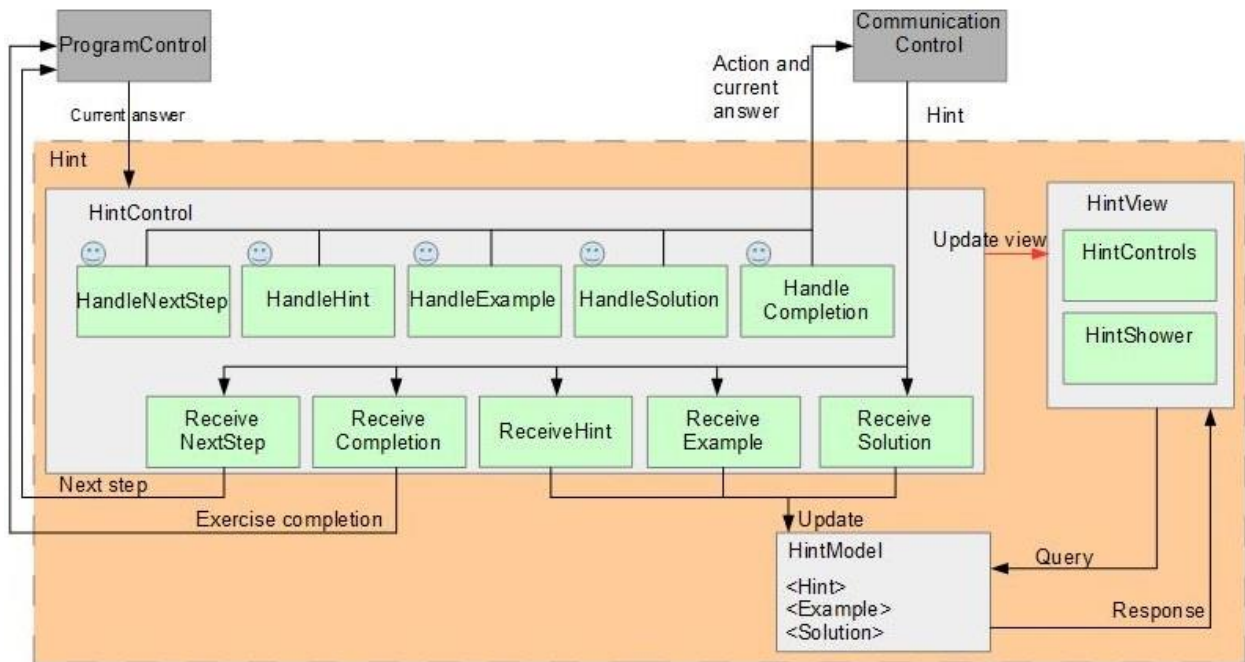 ProgramControl
Communication
Control
Action and
current
answer
Current answer
Hint
Hint
HintControl
HintView
Update view
HintControls
HandleNextStep
HandleHint
HandleExample
HandleSolution
Handle
Completion
HintShower
Receive
NextStep
Receive
Completion
ReceiveHint
Receive
Example
Receive
Solution
Next step
Exercise completion
Update
HintModel
<Hint>
<Example>
<Solution>
Query
Response